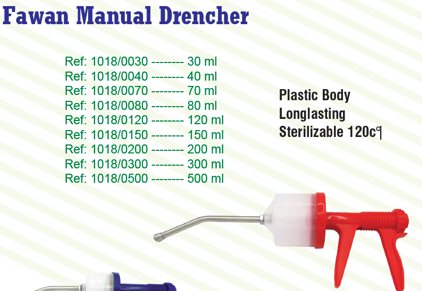 Fawan Manual Drencher
Ref: 1018/0030 -------- 30 ml
Ref: 1018/0040 -------- 40 ml
Ref: 1018/0070 -------- 70 ml
Ref: 1018/0080 -------- 80 ml
Ref: 1018/0120 -------- 120 ml
Ref: 1018/0150 -------- 150 ml
Ref: 1018/0200 -------- 200 ml
Ref: 1018/0300 -------- 300 ml
Ref: 1018/0500 -------- 500 ml
Plastic Body
Longlasting
Sterilizable 120c°